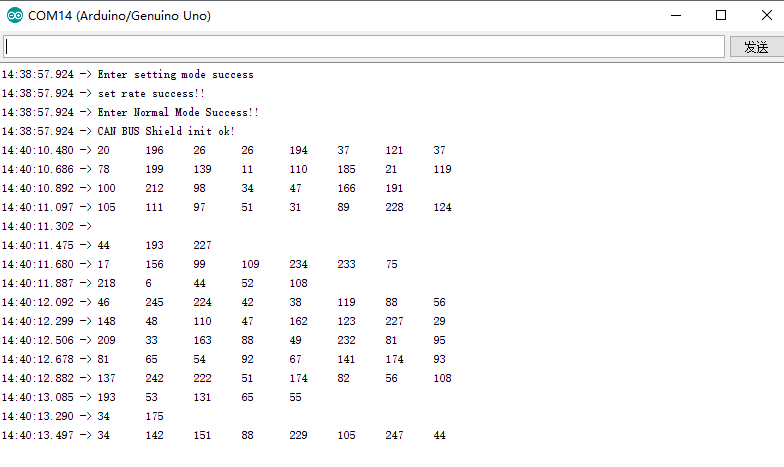 COM14 (Arduino/Genuino Uno)
发送
14:38:57.924 -> Enter setting mode success
14:38:57.924 -> set rate success!!
14:38:57.924 -> Enter Normal Mode Success!!
14:38:57.924 -> CAN BUS Shield init ok!
14:40:10.480 -> 20 196 26 26 194 37 121 37
14:40:10.686 -> 78 199 139 11 110 185 21 119
14:40:10.892 -> 100 212 98 34 47 166 191
14:40:11.097 -> 105 111 97 51 31 89 228 124
14:40:11.302 ->
14:40:11.475 -> 44 193 227
14:40:11.680 -> 17 156 99 109 234 233 75
14:40:11.887 -> 218 6 44 52 108
14:40:12.092 -> 46 245 224 42 38 119 88 56
14:40:12.299 -> 148 48 110 47 162 123 227 29
14:40:12.506 -> 209 33 163 88 49 232 81 95
14:40:12.678 -> 81 65 54 92 67 141 174 93
14:40:12.882 -> 137 242 222 51 174 82 56 108
14:40:13.085 -> 193 53 131 65 55
14:40:13.290 -> 34 175
14:40:13.497 -> 34 142 151 88 229 105 247 44